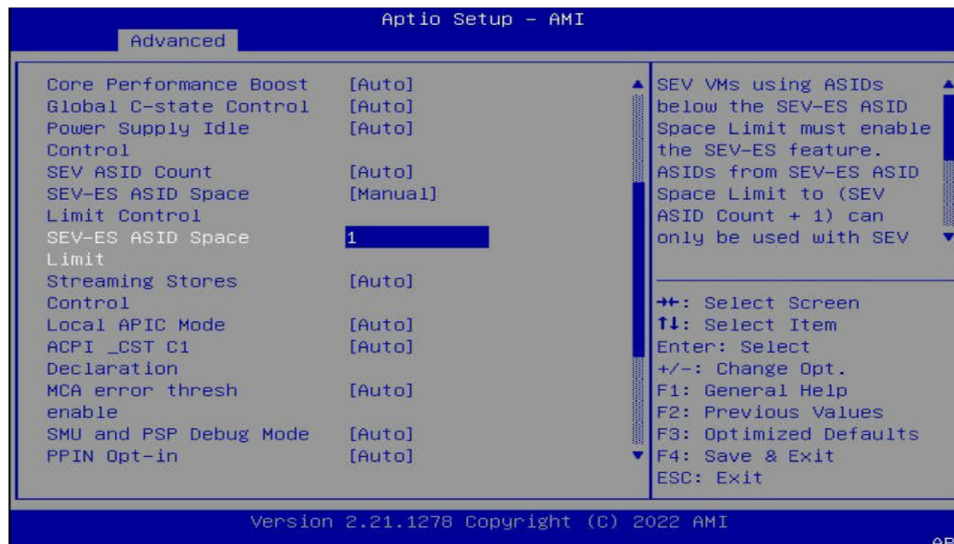 Aptio Setup - AMI
Advanced
Core Performance Boost [Auto]
Global C-state Control [Auto]
Power Supply Idle [Auto]
Control
SEV ASID Count [Auto]
SEV-ES ASID Space [Manual]
Limit Control
SEV-ES ASID Space 1
Limit
Streaming Stores [Auto]
Control
Local APIC Mode [Auto]
ACPI _CST C1 [Auto]
Declaration
MCA error thresh [Auto]
enable
SMU and PSP Debug Mode [Auto]
PPIN Opt-in [Auto]
SEV VMs using ASIDs
below the SEV-ES ASID
Space Limit must enable
the SEV-ES feature.
ASIDs from SEV-ES ASID
Space Limit to (SEV
ASID Count + 1) can
only be used with SEV
→←: Select Screen
↑↓: Select Item
Enter: Select
+/-: Change Opt.
F1: General Help
F2: Previous Values
F3: Optimized Defaults
F4: Save & Exit
ESC: Exit
Version 2.21.1278 Copyright (C) 2022 AMI